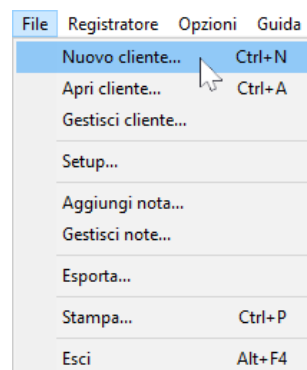 File Registratore Opzioni Guida
Nuovo cliente... Ctrl+N
Apri cliente... Ctrl+A
Gestisci cliente...
Setup...
Aggiungi nota...
Gestisci note...
Esporta...
Stampa... Ctrl+P
Esci Alt+F4